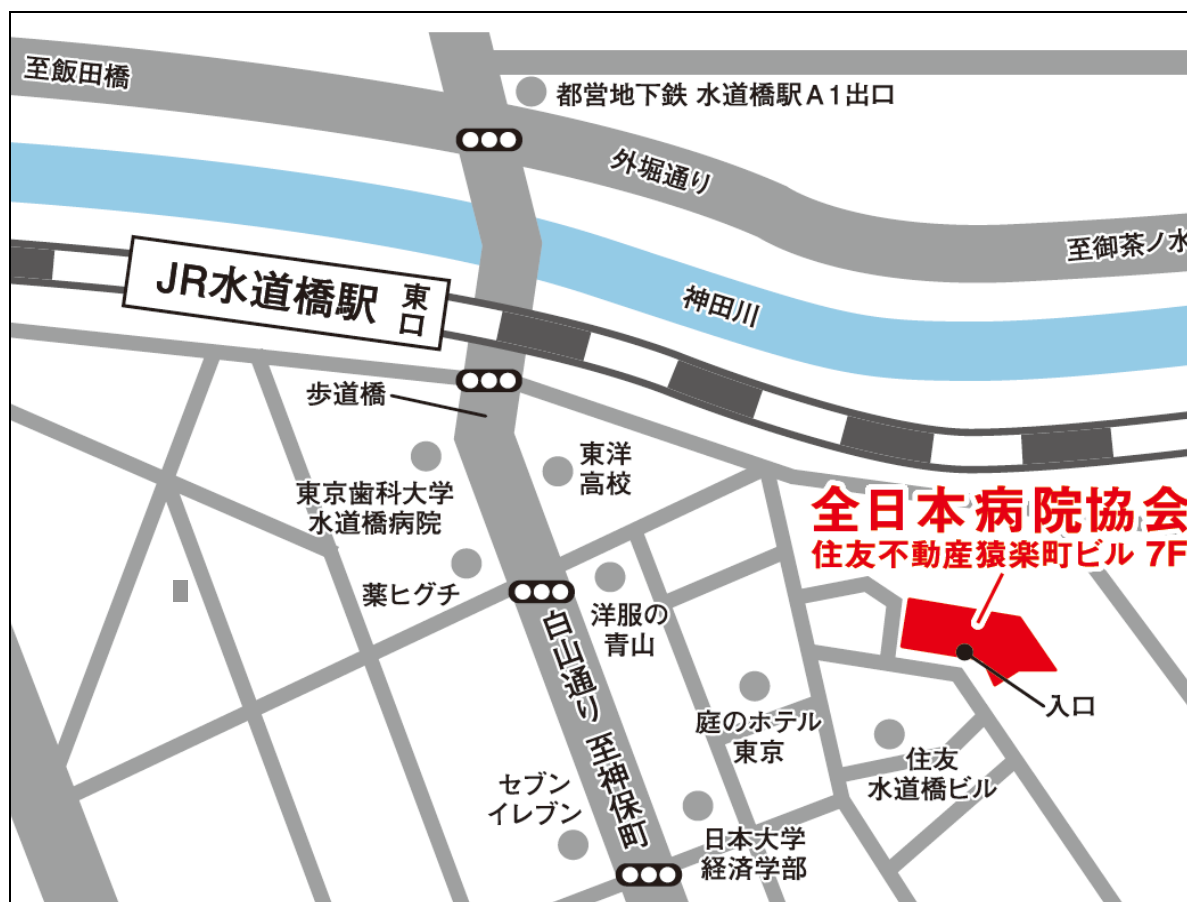 至飯田橋
都営地下鉄 水道橋駅A1出口
外堀通り
至御茶ノ水
JR水道橋駅 東口
神田川
歩道橋
東洋
高校
東京歯科大学
水道橋病院
全日本病院協会
住友不動産猿楽町ビル 7F
薬ヒグチ
洋服の
青山
白山通り 至神保町
入口
庭のホテル
東京
住友
水道橋ビル
セブン
イレブン
日本大学
経済学部